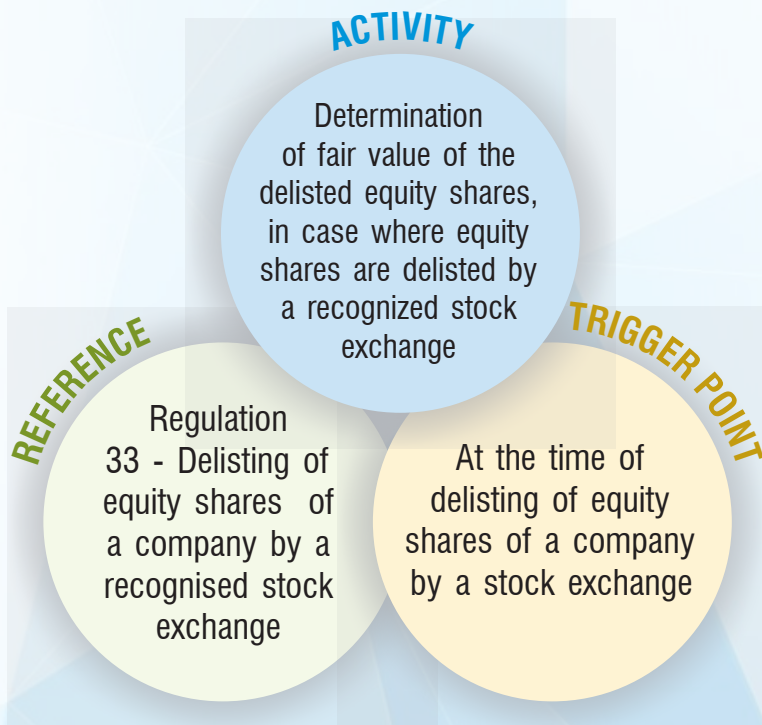 ACTIVITY
Determination
of fair value of the
delisted equity shares,
in case where equity
shares are delisted by
a recognized stock
exchange
REFERENCE
Regulation
33 - Delisting of
equity shares of
a company by a
recognised stock
exchange
TRIGGER POINT
At the time of
delisting of equity
shares of a company
by a stock exchange